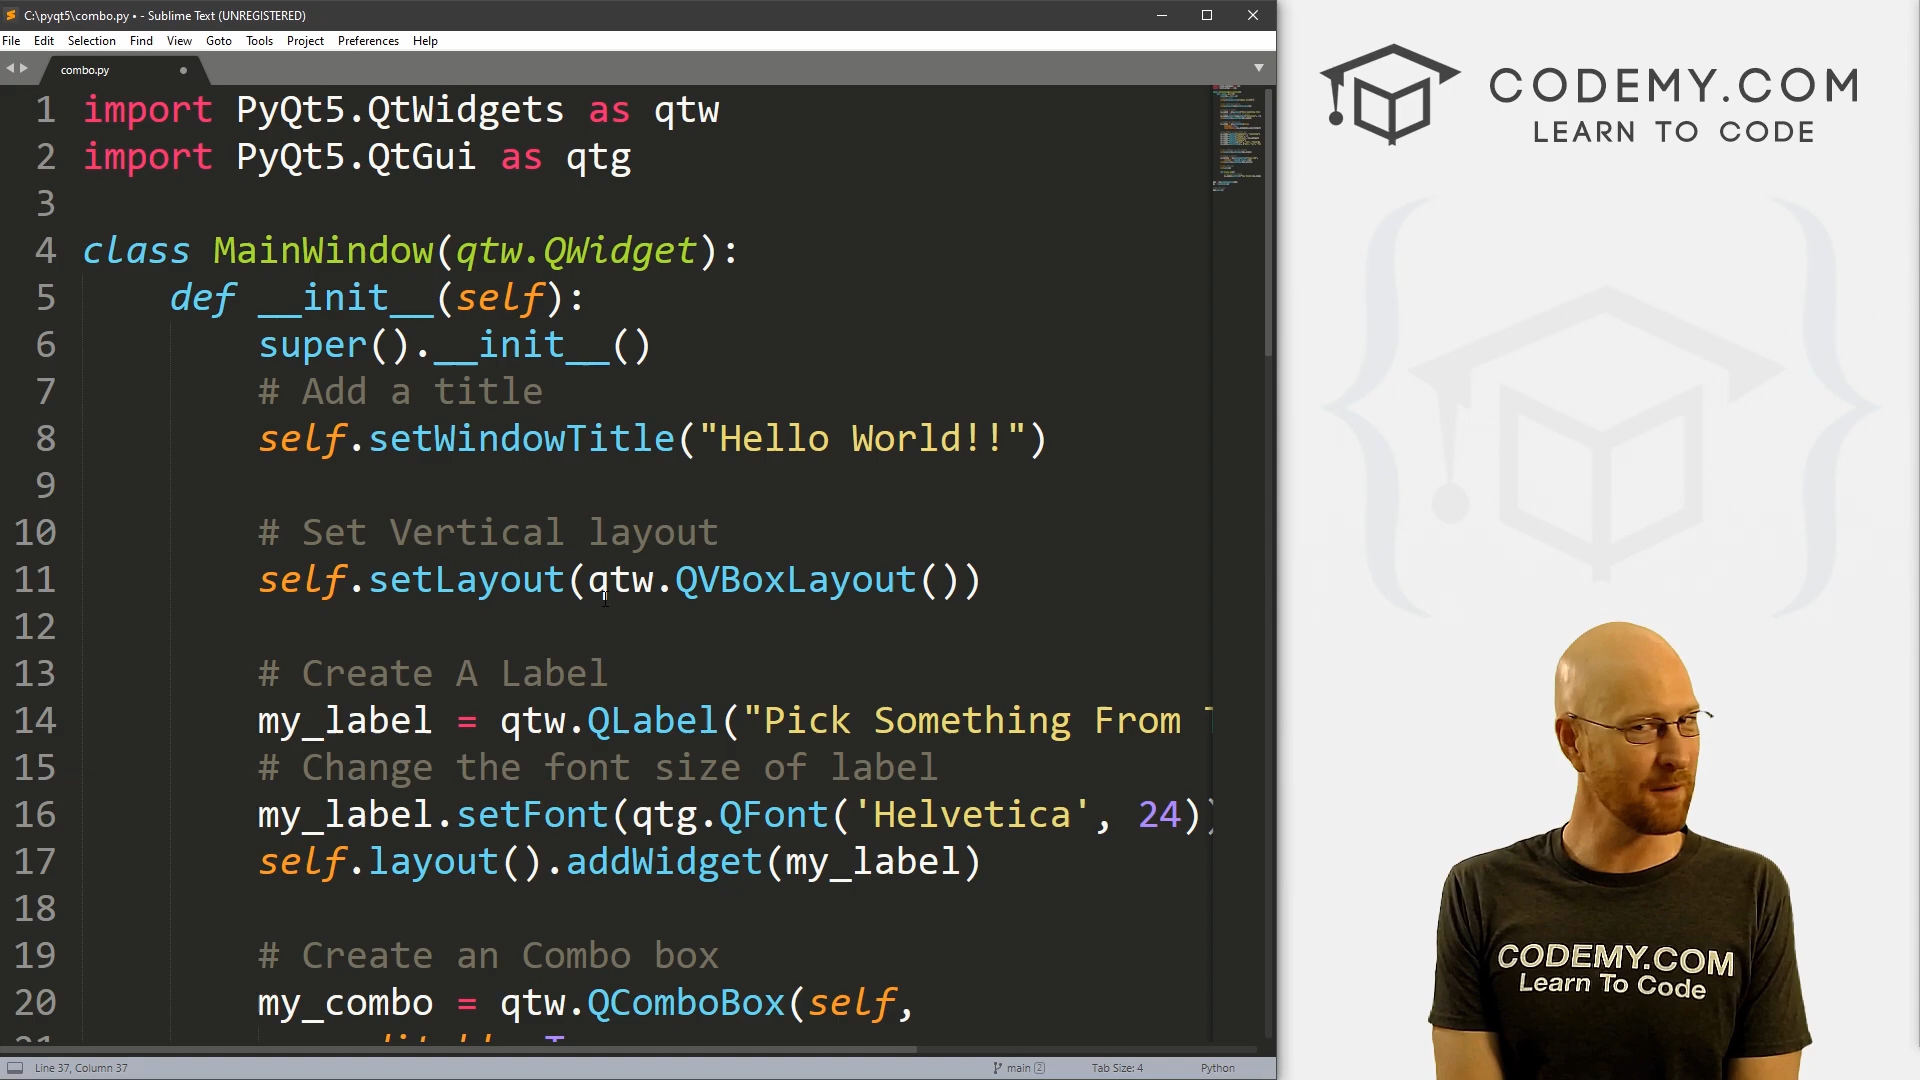 C:\pyqt5\combo.py • - Sublime Text (UNREGISTERED)
File Edit Selection Find View Goto Tools Project Preferences Help
combo.py
1 import PyQt5.QtWidgets as qtw
2 import PyQt5.QtGui as qtg
3
4 class MainWindow(qtw.QWidget):
5 def __init__(self):
6 super().__init__()
7 # Add a title
8 self.setWindowTitle("Hello World!!")
9
10 # Set Vertical layout
11 self.setLayout(qtw.QVBoxLayout())
12
13 # Create A Label
14 my_label = qtw.QLabel("Pick Something From
15 # Change the font size of label
16 my_label.setFont(qtg.QFont('Helvetica', 24))
17 self.layout().addWidget(my_label)
18
19 # Create an Combo box
20 my_combo = qtw.QComboBox(self,
Line 37, Column 37
main 2
Tab Size: 4
Python
CODEMY.COM
LEARN TO CODE
CODEMY.COM
Learn To Code